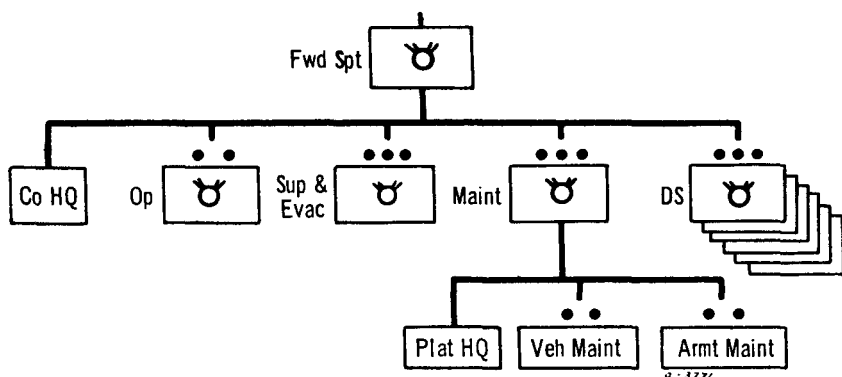 Fwd Spt
Co HQ
Op
Sup &
Evac
Maint
DS
Plat HQ
Veh Maint
Armt Maint